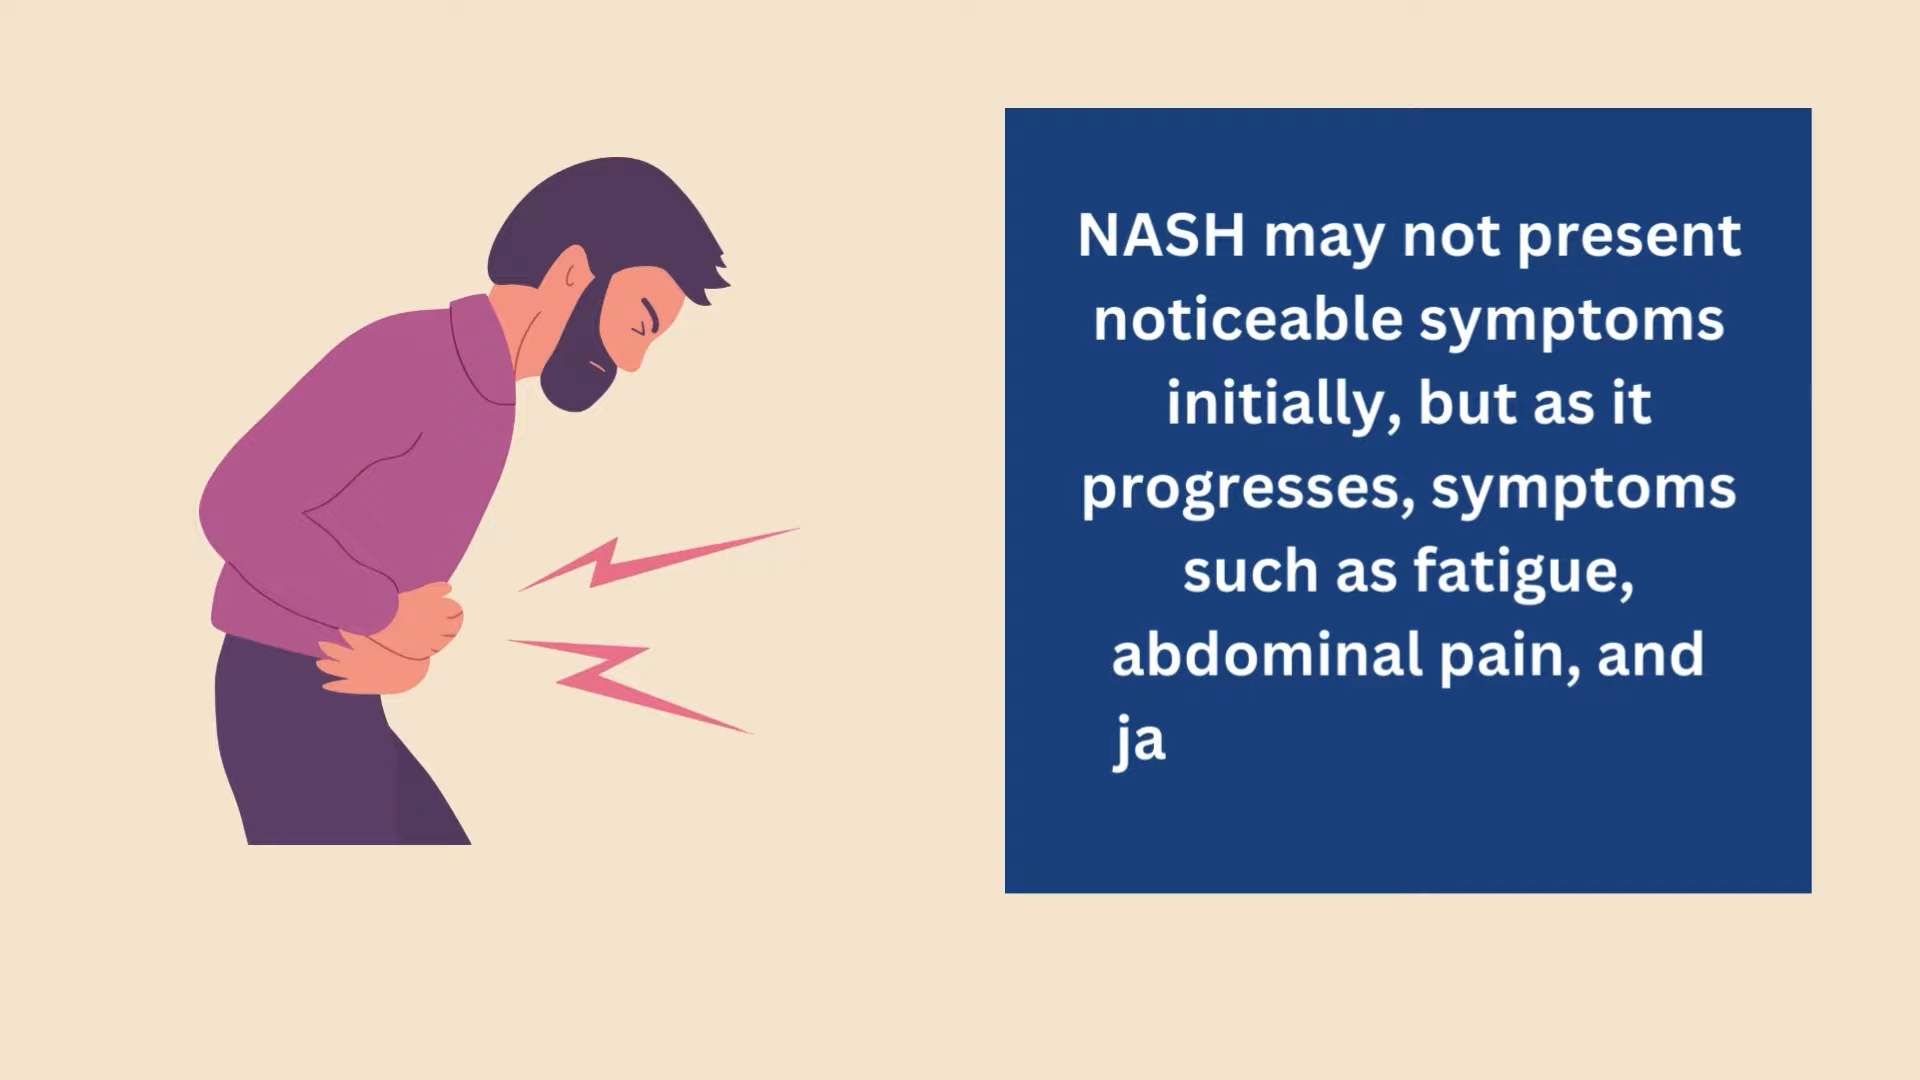 NASH may not present
noticeable symptoms
initially, but as it
progresses, symptoms
such as fatigue,
abdominal pain, and
ja